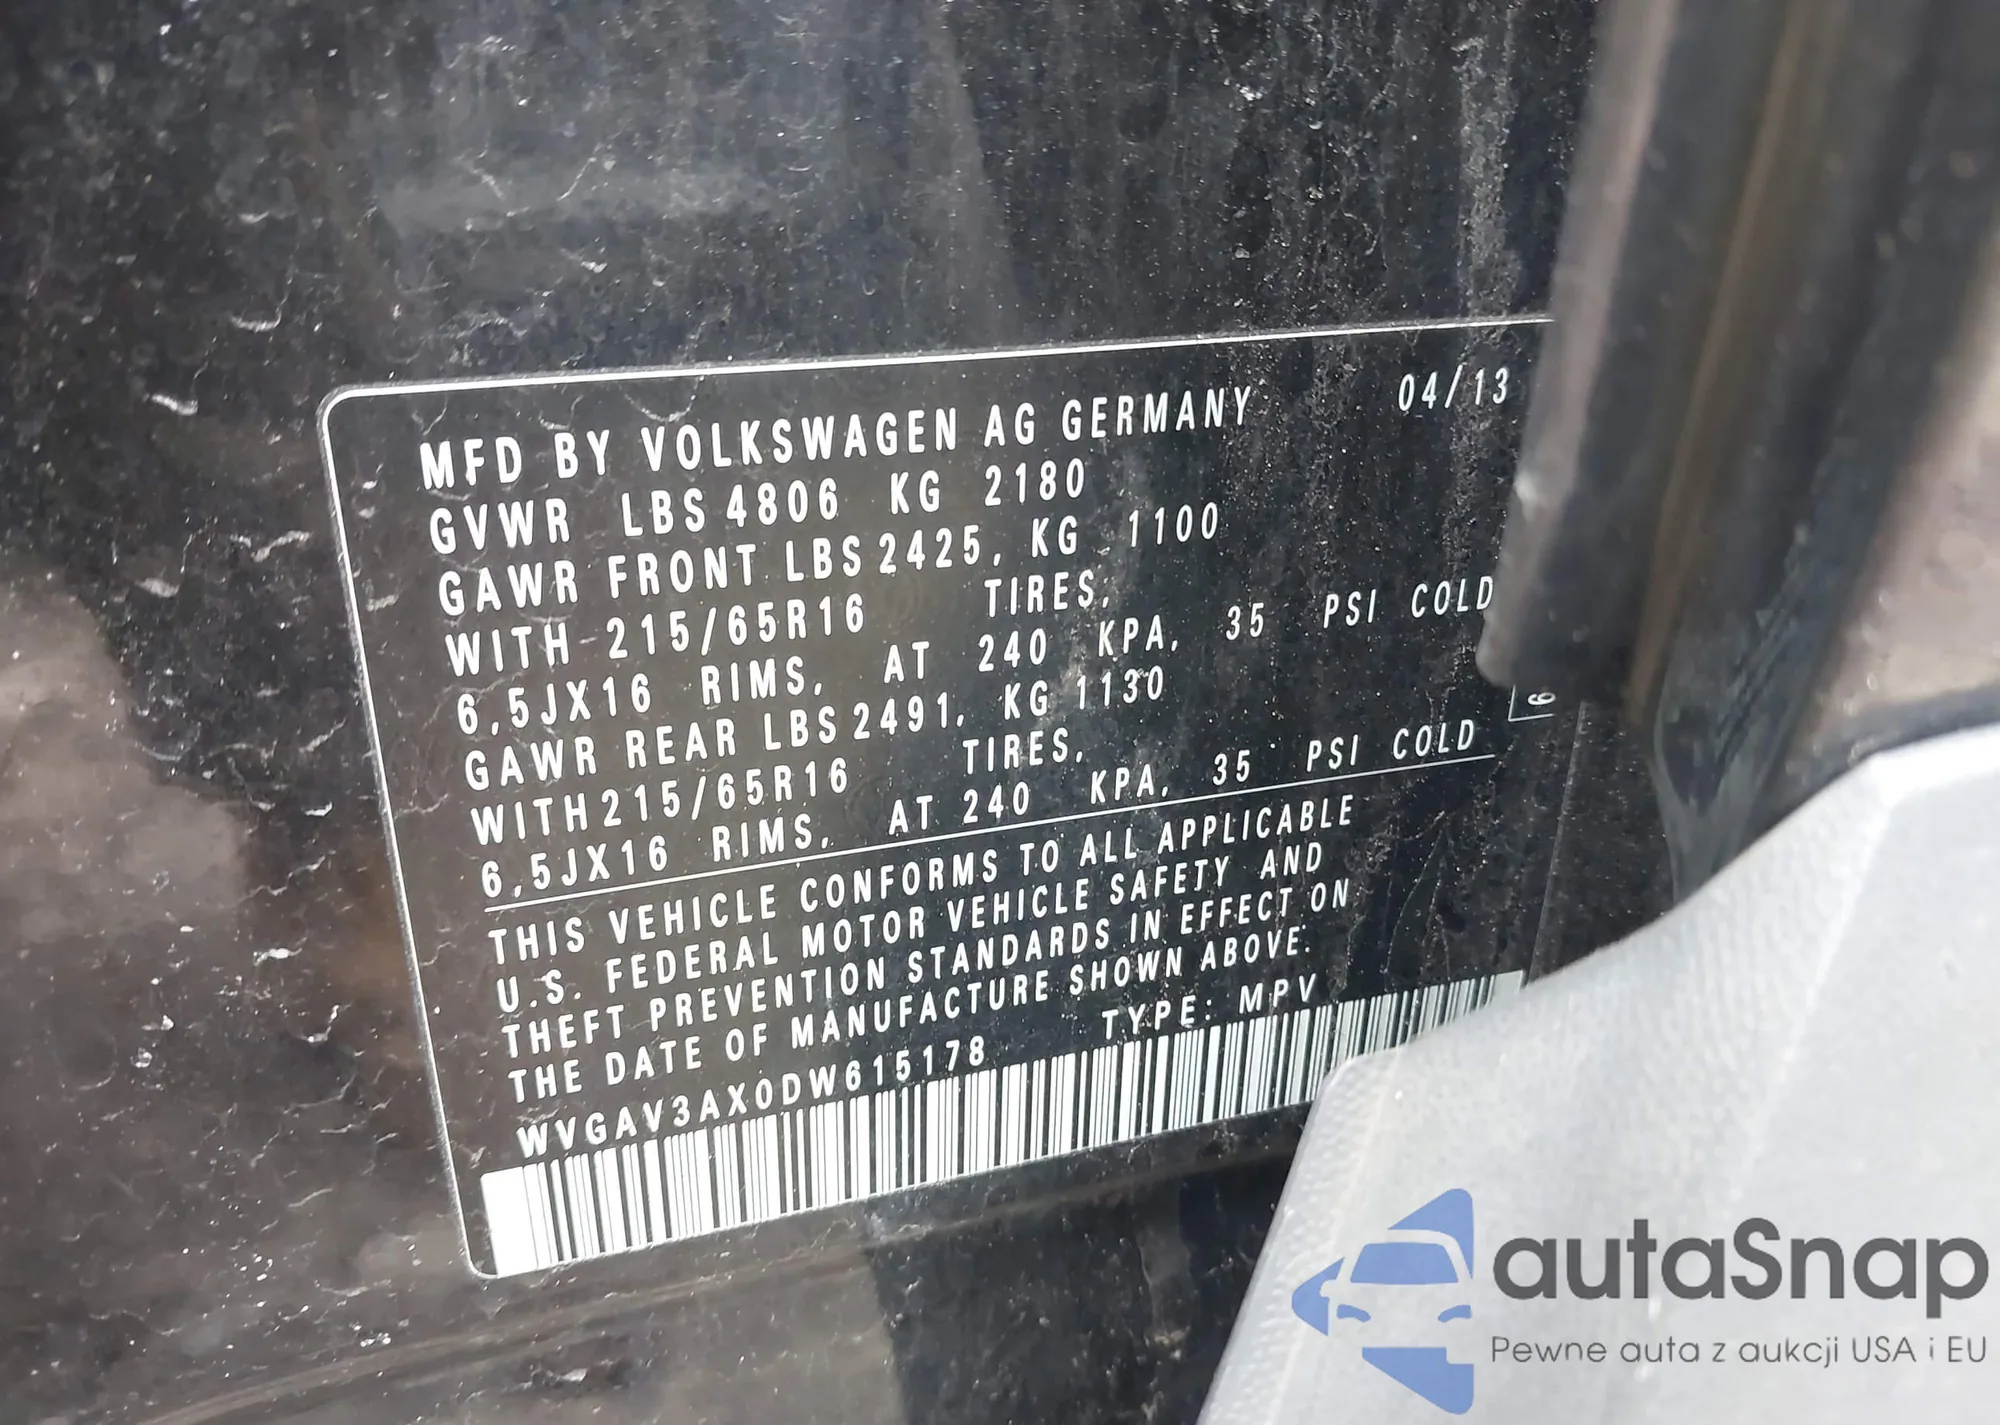 MFD BY VOLKSWAGEN AG GERMANY 04/13
GVWR LBS 4806 KG 2180
GAWR FRONT LBS 2425, KG 1100
WITH 215/65R16 TIRES,
6,5JX16 RIMS, AT 240 KPA, 35 PSI COLD
GAWR REAR LBS 2491, KG 1130
WITH 215/65R16 TIRES,
6,5JX16 RIMS, AT 240 KPA, 35 PSI COLD
THIS VEHICLE CONFORMS TO ALL APPLICABLE
U.S. FEDERAL MOTOR VEHICLE SAFETY AND
THEFT PREVENTION STANDARDS IN EFFECT ON
THE DATE OF MANUFACTURE SHOWN ABOVE.
WVGAV3AX0DW615178 TYPE: MPV
autaSnap
Pewne auta z aukcji USA i EU